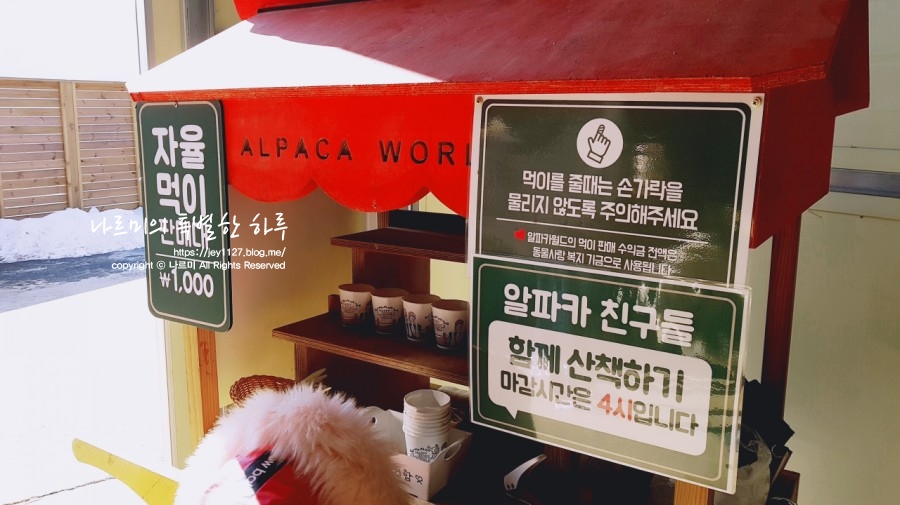 자율
먹이
판매대
₩1,000
ALPACA WORL
나르미의 특별한 하루
https://jey1127.blog.me/
copyright ⓒ 나르미 All Rights Reserved
먹이를 줄때는 손가락을
물리지 않도록 주의해주세요
알파카월드의 먹이 판매 수익금 전액은
동물사랑 복지 기금으로 사용됩니다
알파카 친구들
함께 산책하기
마감시간은 4시입니다